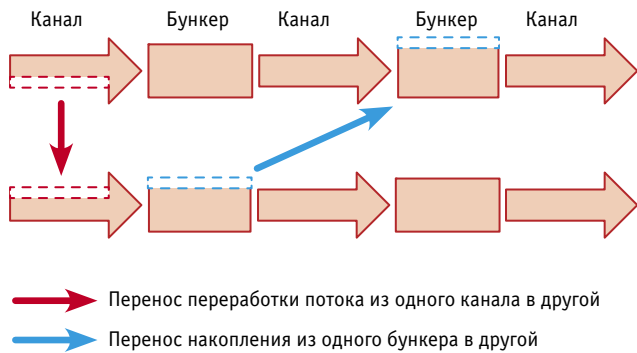 Канал Бункер Канал Бункер Канал
Перенос переработки потока из одного канала в другой
Перенос накопления из одного бункера в другой